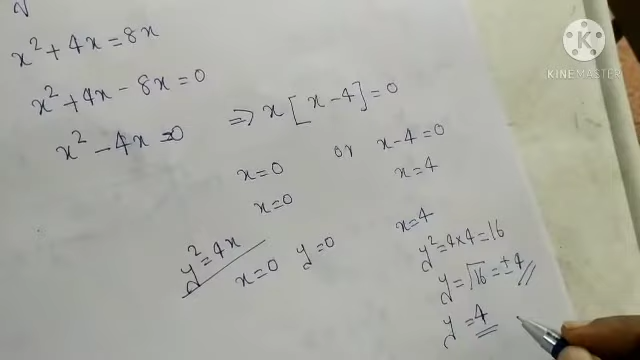 x² + 4x = 8x
x² + 4x − 8x = 0
x² − 4x = 0 ⇒ x[x − 4] = 0
x = 0 or x − 4 = 0
x = 0 x = 4
y² = 4x
x = 0 y = 0
x = 4
y² = 4×4 = 16
y = √16 = ±4
y = 4
KINEMASTER